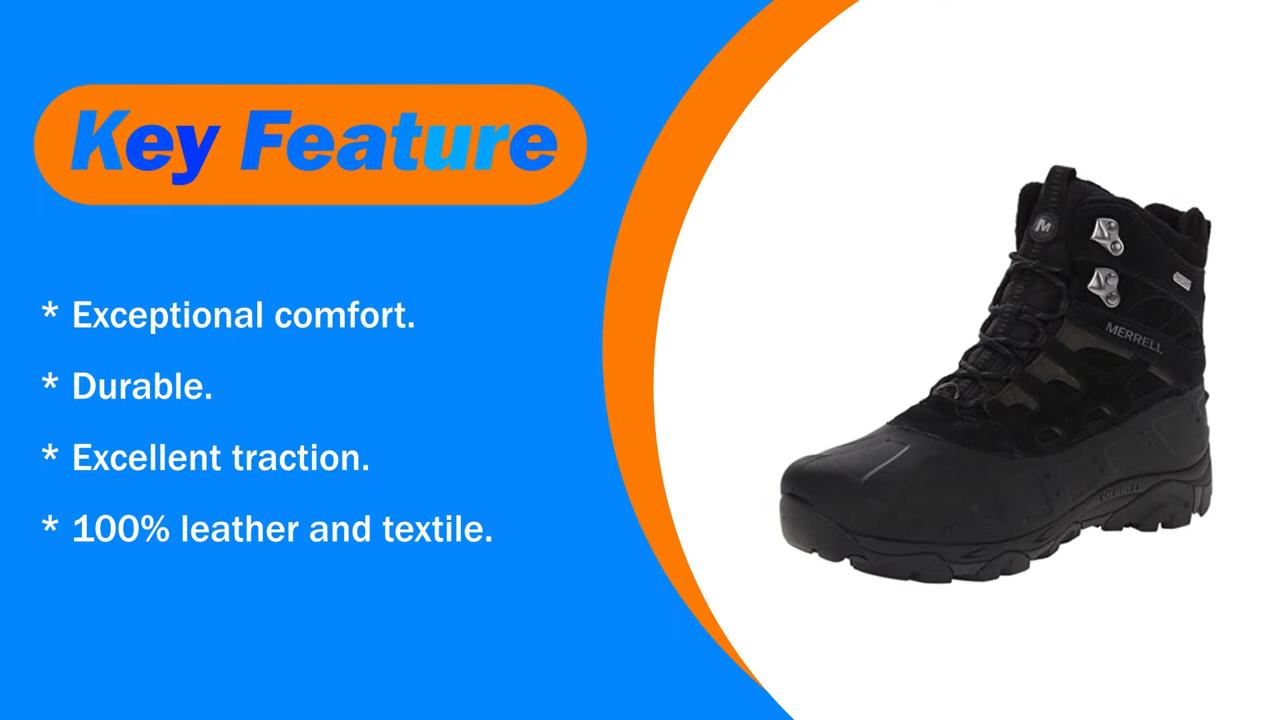 Key Feature
* Exceptional comfort.
* Durable.
* Excellent traction.
* 100% leather and textile.
M
MERRELL
MERRELL